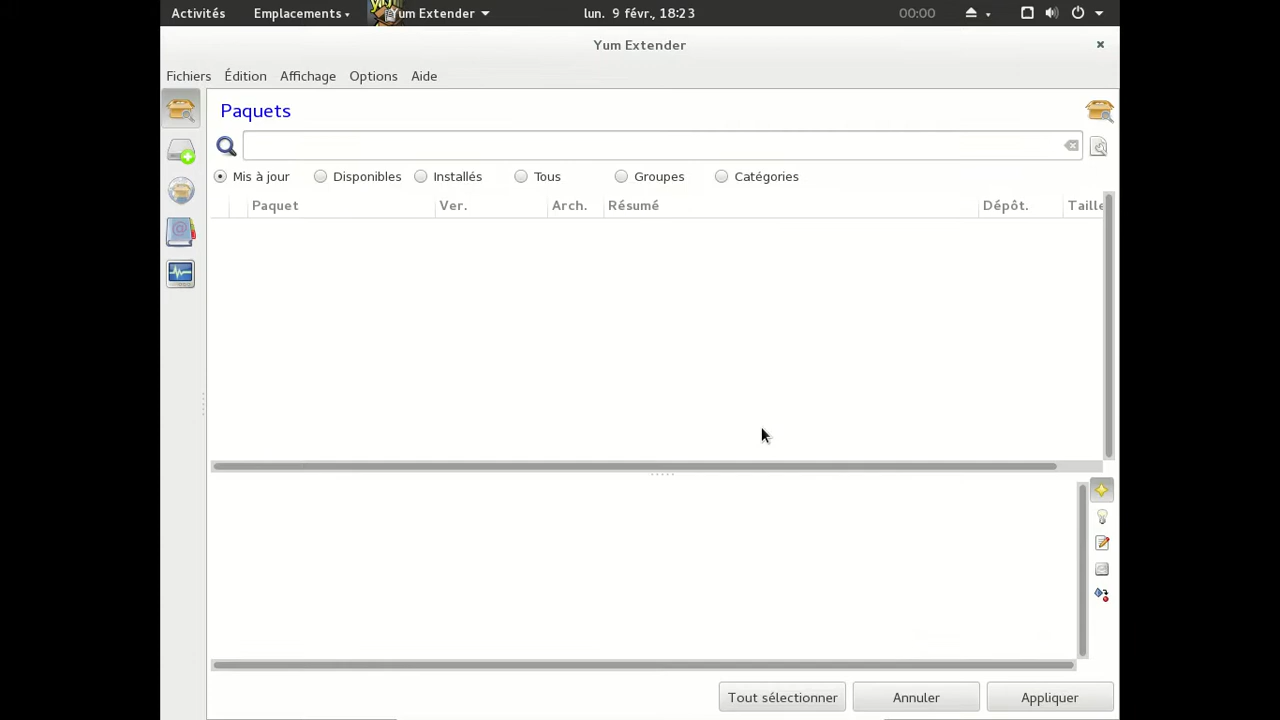 Activités Emplacements Yum Extender lun. 9 févr., 18:23 00:00
Yum Extender
Fichiers Édition Affichage Options Aide
Paquets
Mis à jour Disponibles Installés Tous Groupes Catégories
Paquet Ver. Arch. Résumé Dépôt. Taille
Tout sélectionner Annuler Appliquer